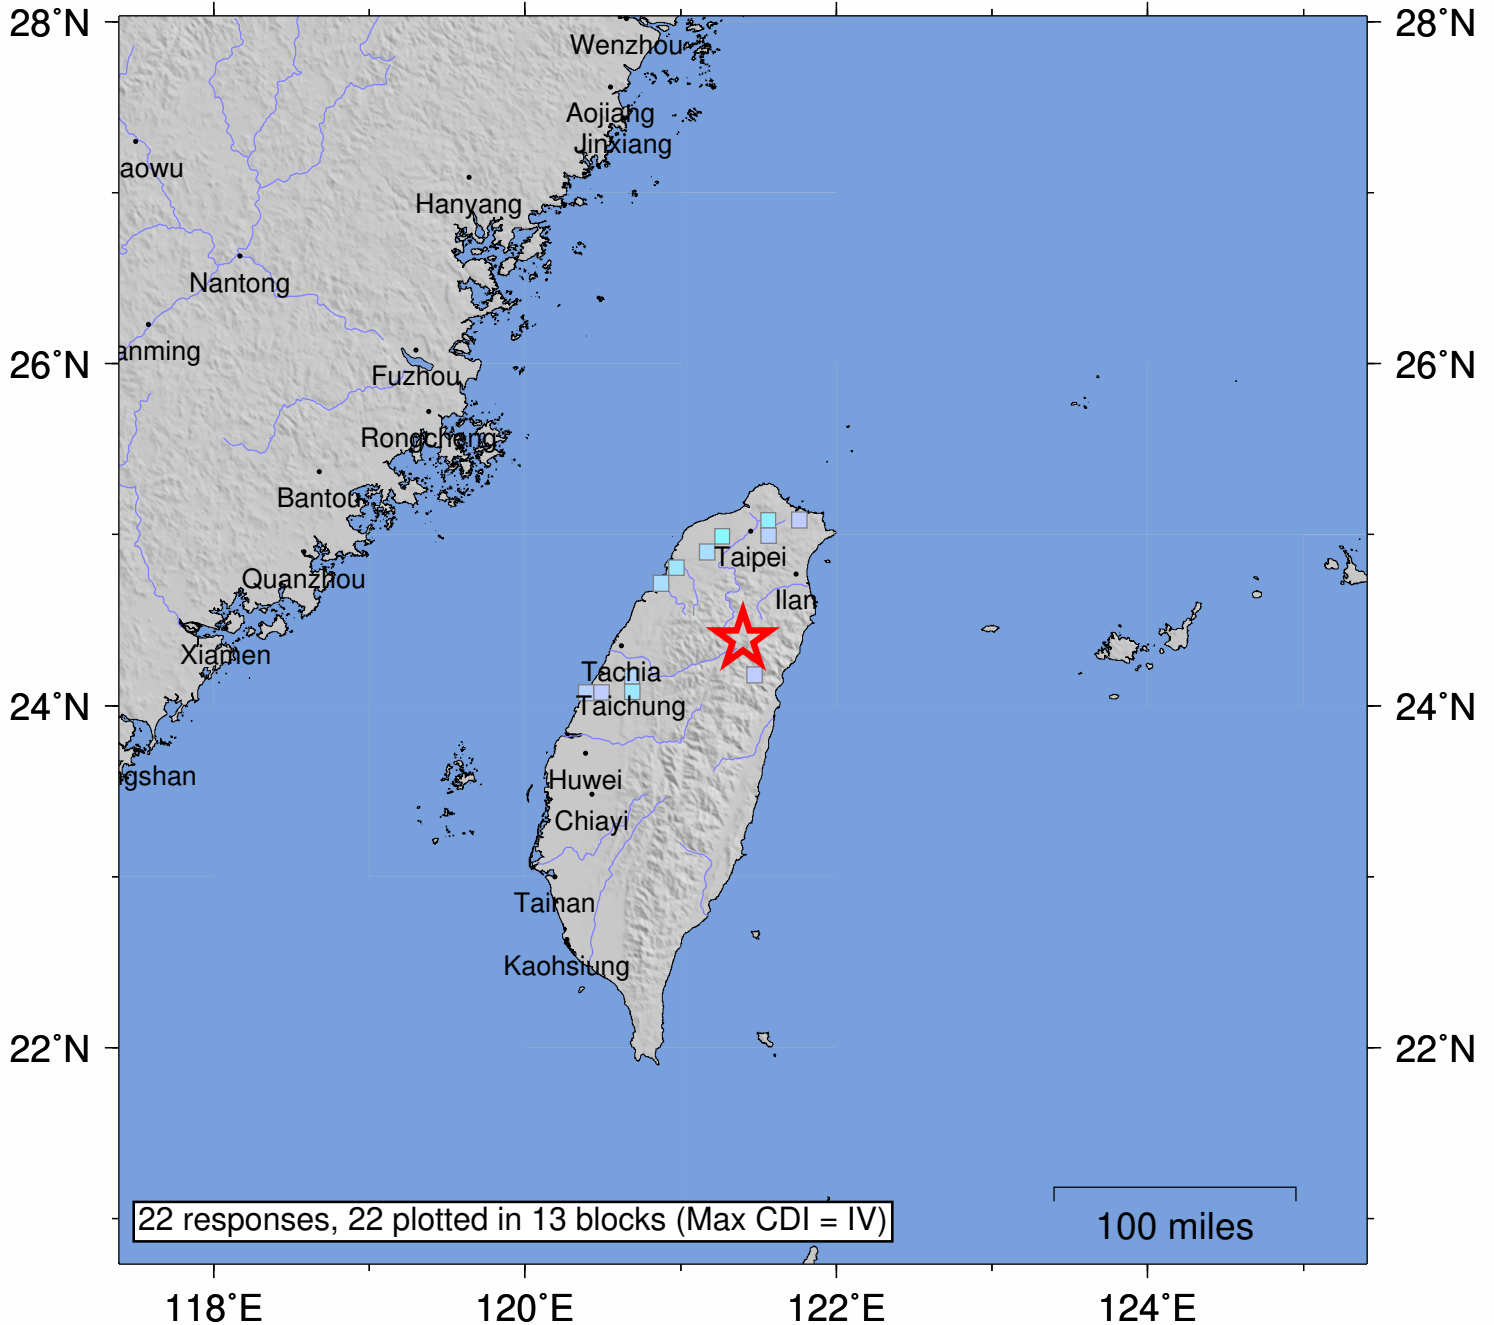 28°N
28°N
Wenzhou
Aojiang
Jinxiang
aowu
Hanyang
Nantong
anming
26°N
26°N
Fuzhou
Rongcheng
Bantou
Taipei
Quanzhou
Ilan
Xiamen
Tachia
24°N
Taichung
24°N
ngshan
Huwei
Chiayi
Tainan
Kaohsiung
22°N
22°N
22 responses, 22 plotted in 13 blocks (Max CDI = IV)
100 miles
118°E
120°E
122°E
124°E